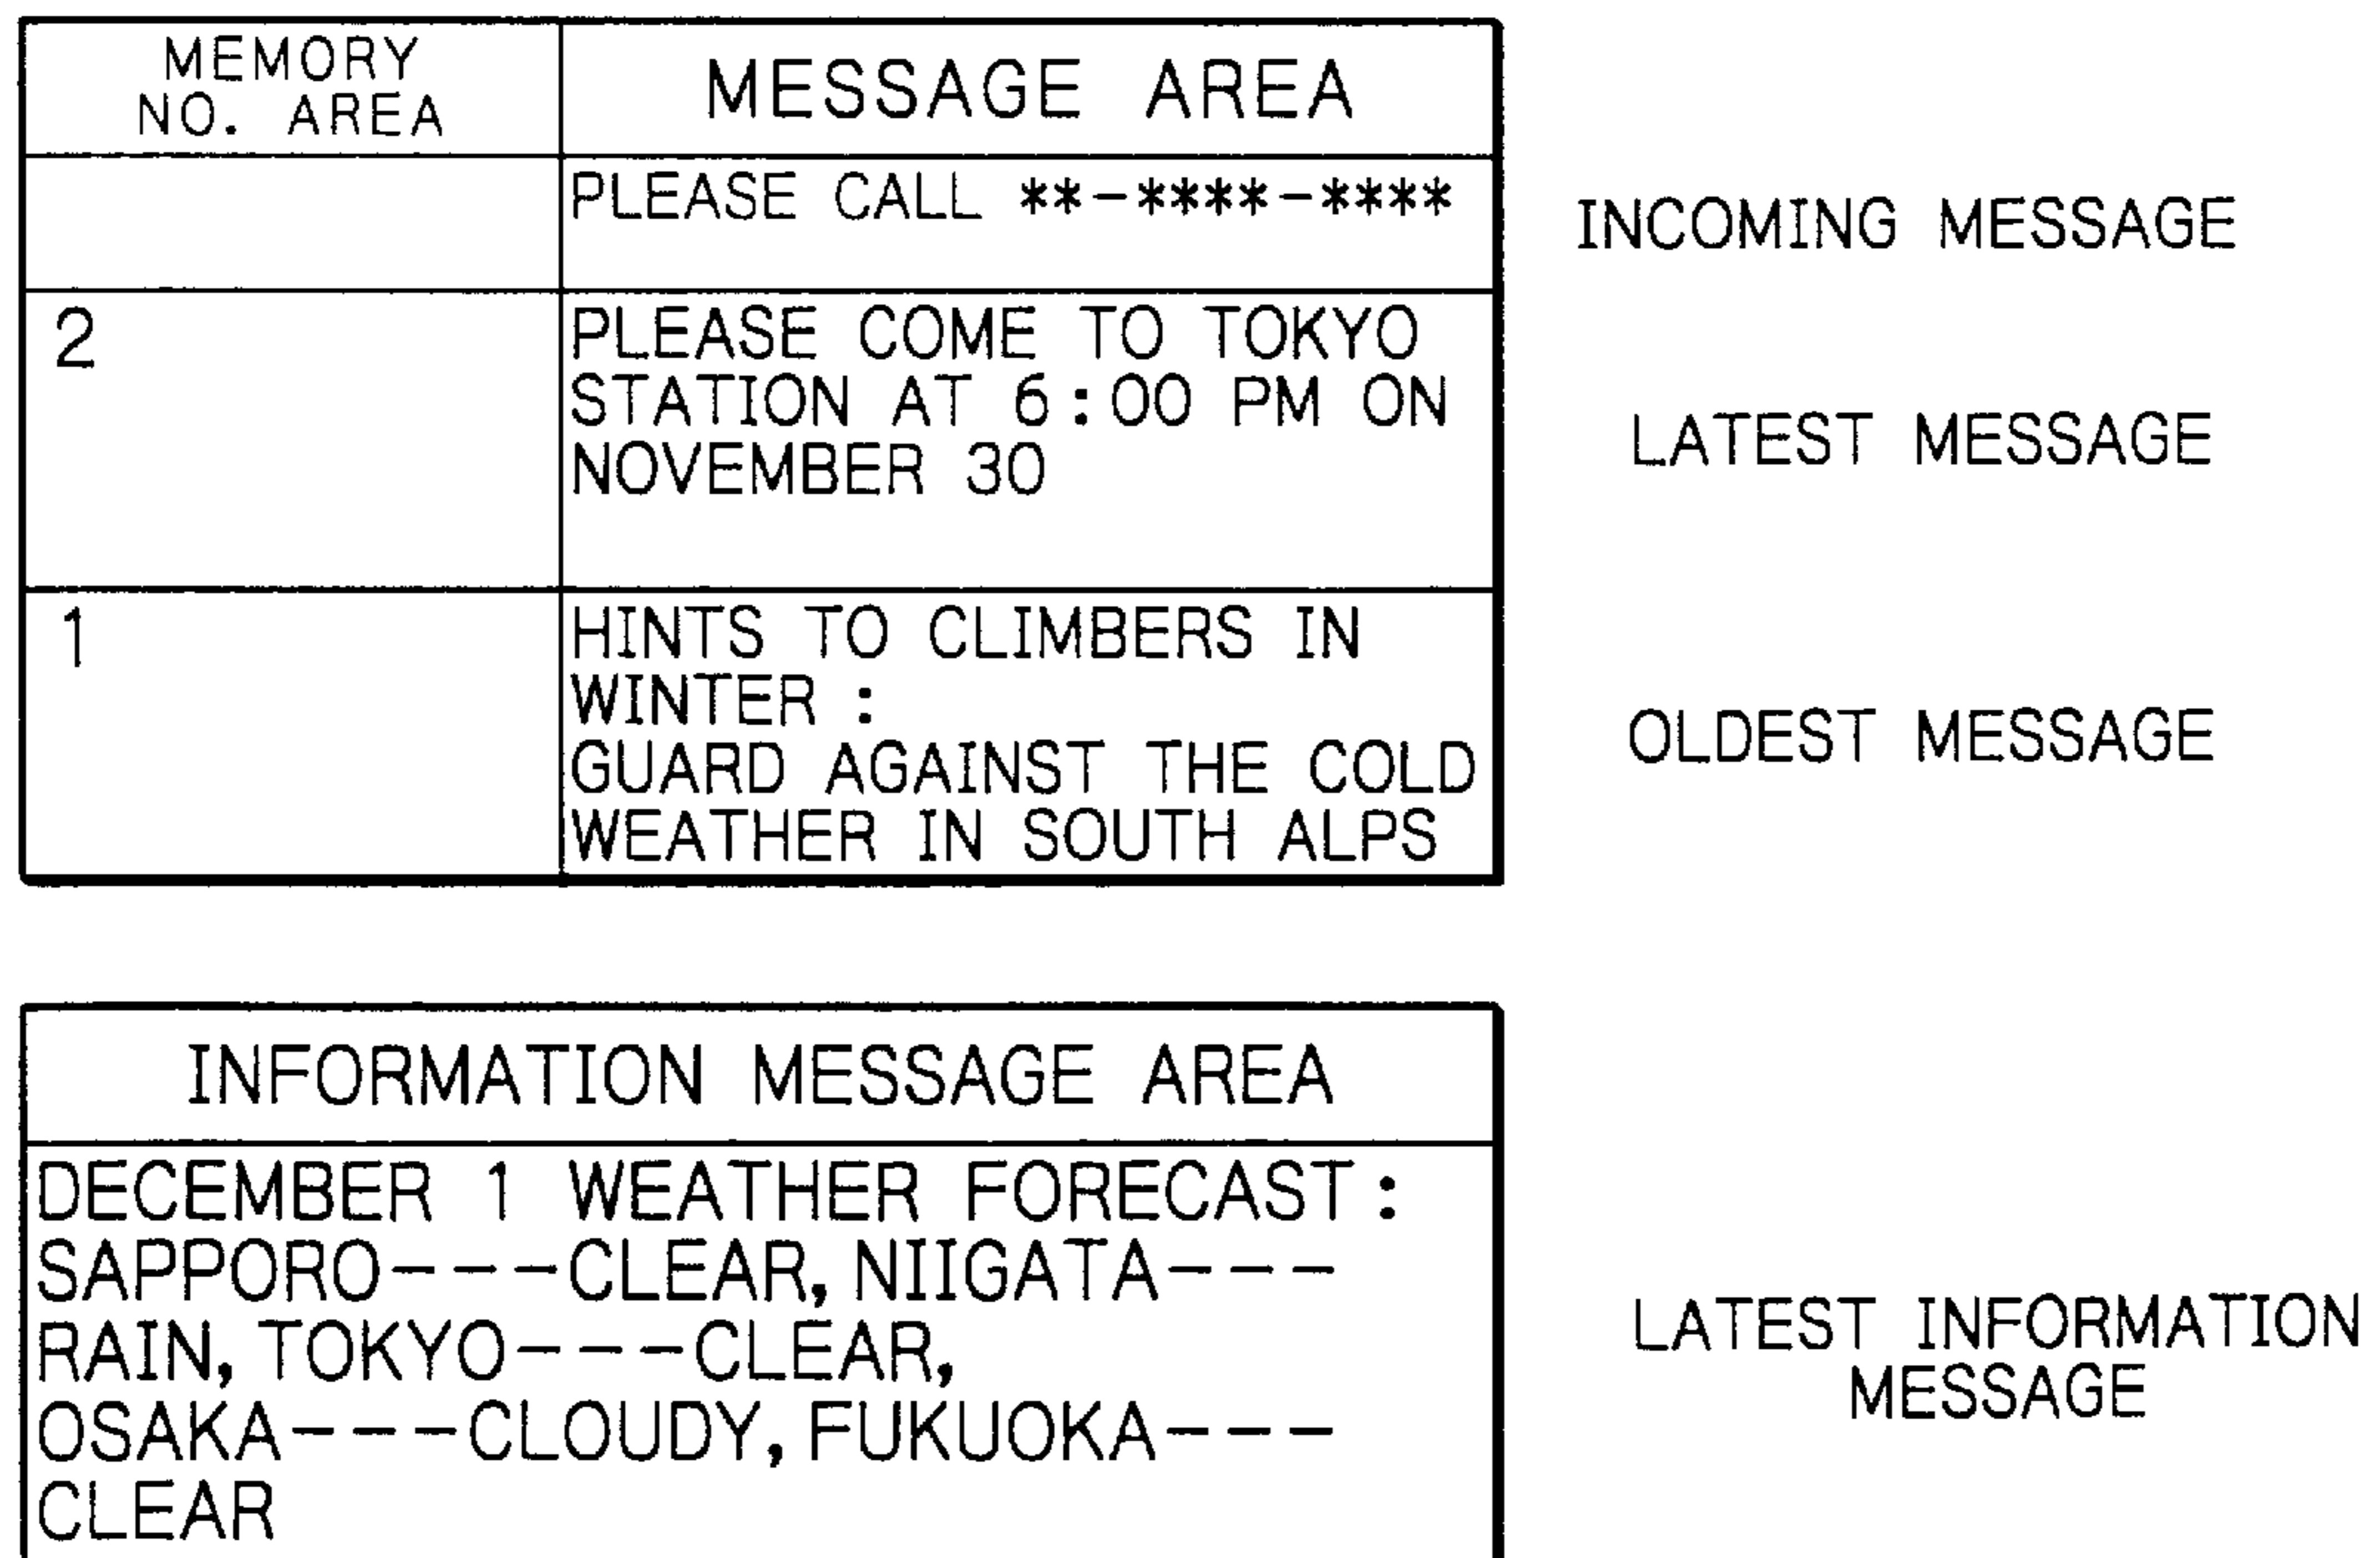 MEMORY
NO. AREA
MESSAGE AREA
PLEASE CALL **-****-****
INCOMING MESSAGE
2
PLEASE COME TO TOKYO
STATION AT 6:00 PM ON
NOVEMBER 30
LATEST MESSAGE
1
HINTS TO CLIMBERS IN
WINTER :
GUARD AGAINST THE COLD
WEATHER IN SOUTH ALPS
OLDEST MESSAGE
INFORMATION MESSAGE AREA
DECEMBER 1 WEATHER FORECAST:
SAPPORO---CLEAR, NIIGATA---
RAIN, TOKYO---CLEAR,
OSAKA---CLOUDY, FUKUOKA---
CLEAR
LATEST INFORMATION
MESSAGE